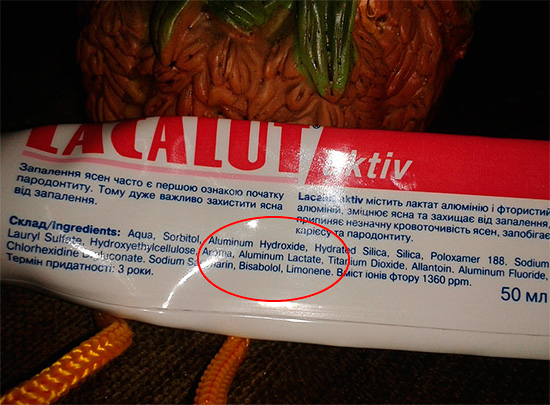 LACALUT® aktiv
Запалення ясен часто є першою ознакою початку
пародонтиту. Тому дуже важливо захистити ясна
від запалення.
Lacalut aktiv містить лактат алюмінію і фтористий
алюміній, зміцнює ясна та захищає від запалення,
припиняє незначну кровоточивість ясен, запобігає
карієсу та пародонтиту.
Склад/Ingredients: Aqua, Sorbitol, Aluminum Hydroxide, Hydrated Silica, Silica, Poloxamer 188, Sodium
Lauryl Sulfate, Hydroxyethylcellulose, Aroma, Aluminum Lactate, Titanium Dioxide, Allantoin, Aluminum Fluoride,
Chlorhexidine Digluconate, Sodium Saccharin, Bisabolol, Limonene. Вміст іонів фтору 1360 ppm.
Термін придатності: 3 роки.
50 мл